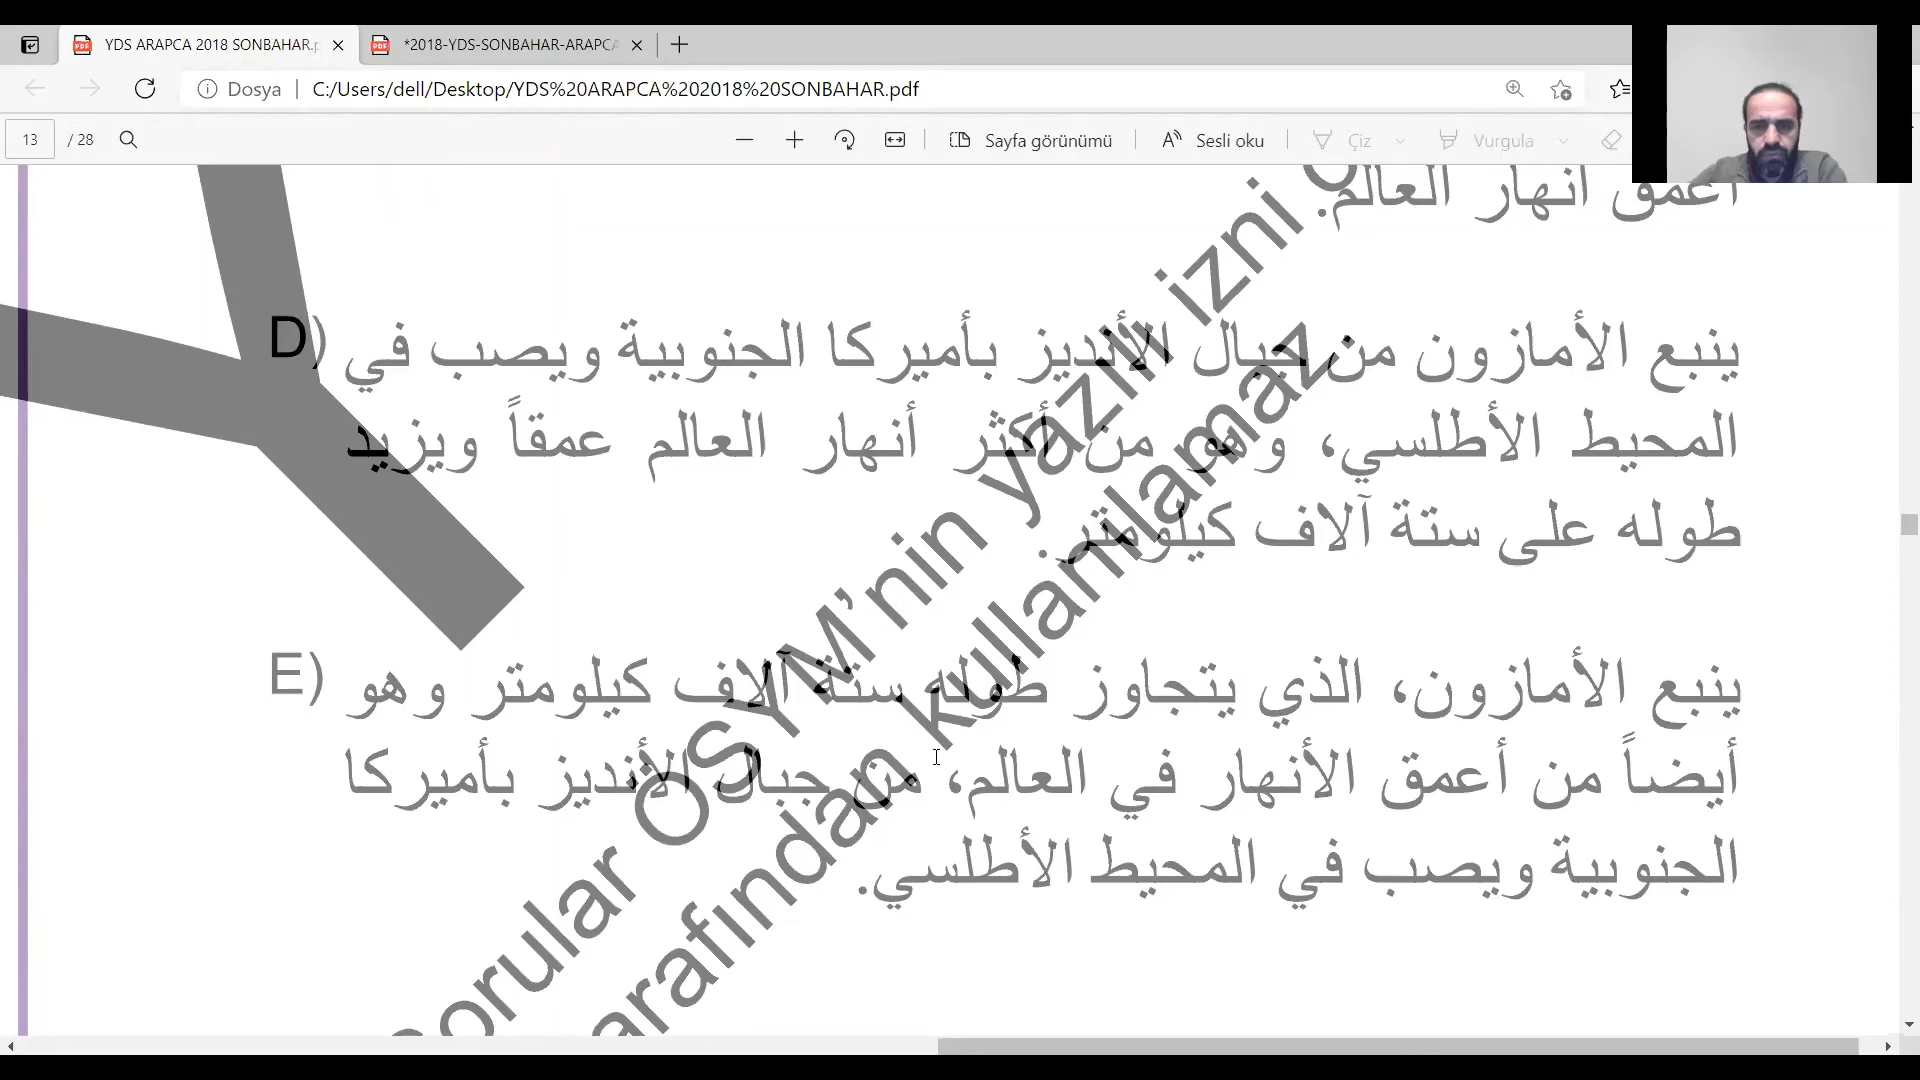 YDS ARAPCA 2018 SONBAHAR.p
*2018-YDS-SONBAHAR-ARAPCA
Dosya
C:/Users/dell/Desktop/YDS%20ARAPCA%202018%20SONBAHAR.pdf
13 / 28
Sayfa görünümü
Sesli oku
Çiz
Vurgula
أعمق أنهار العالم.
D) ينبع الأمازون من جبال الأنديز بأميركا الجنوبية ويصب في
المحيط الأطلسي، وهو من أكثر أنهار العالم عمقاً ويزيد
طوله على ستة آلاف كيلومتر.
E) ينبع الأمازون، الذي يتجاوز طوله ستة آلاف كيلومتر وهو
أيضاً من أعمق الأنهار في العالم، من جبال الأنديز بأميركا
الجنوبية ويصب في المحيط الأطلسي.
sorular ÖSYM’nin yazılı izni
arafından kullanılamaz.